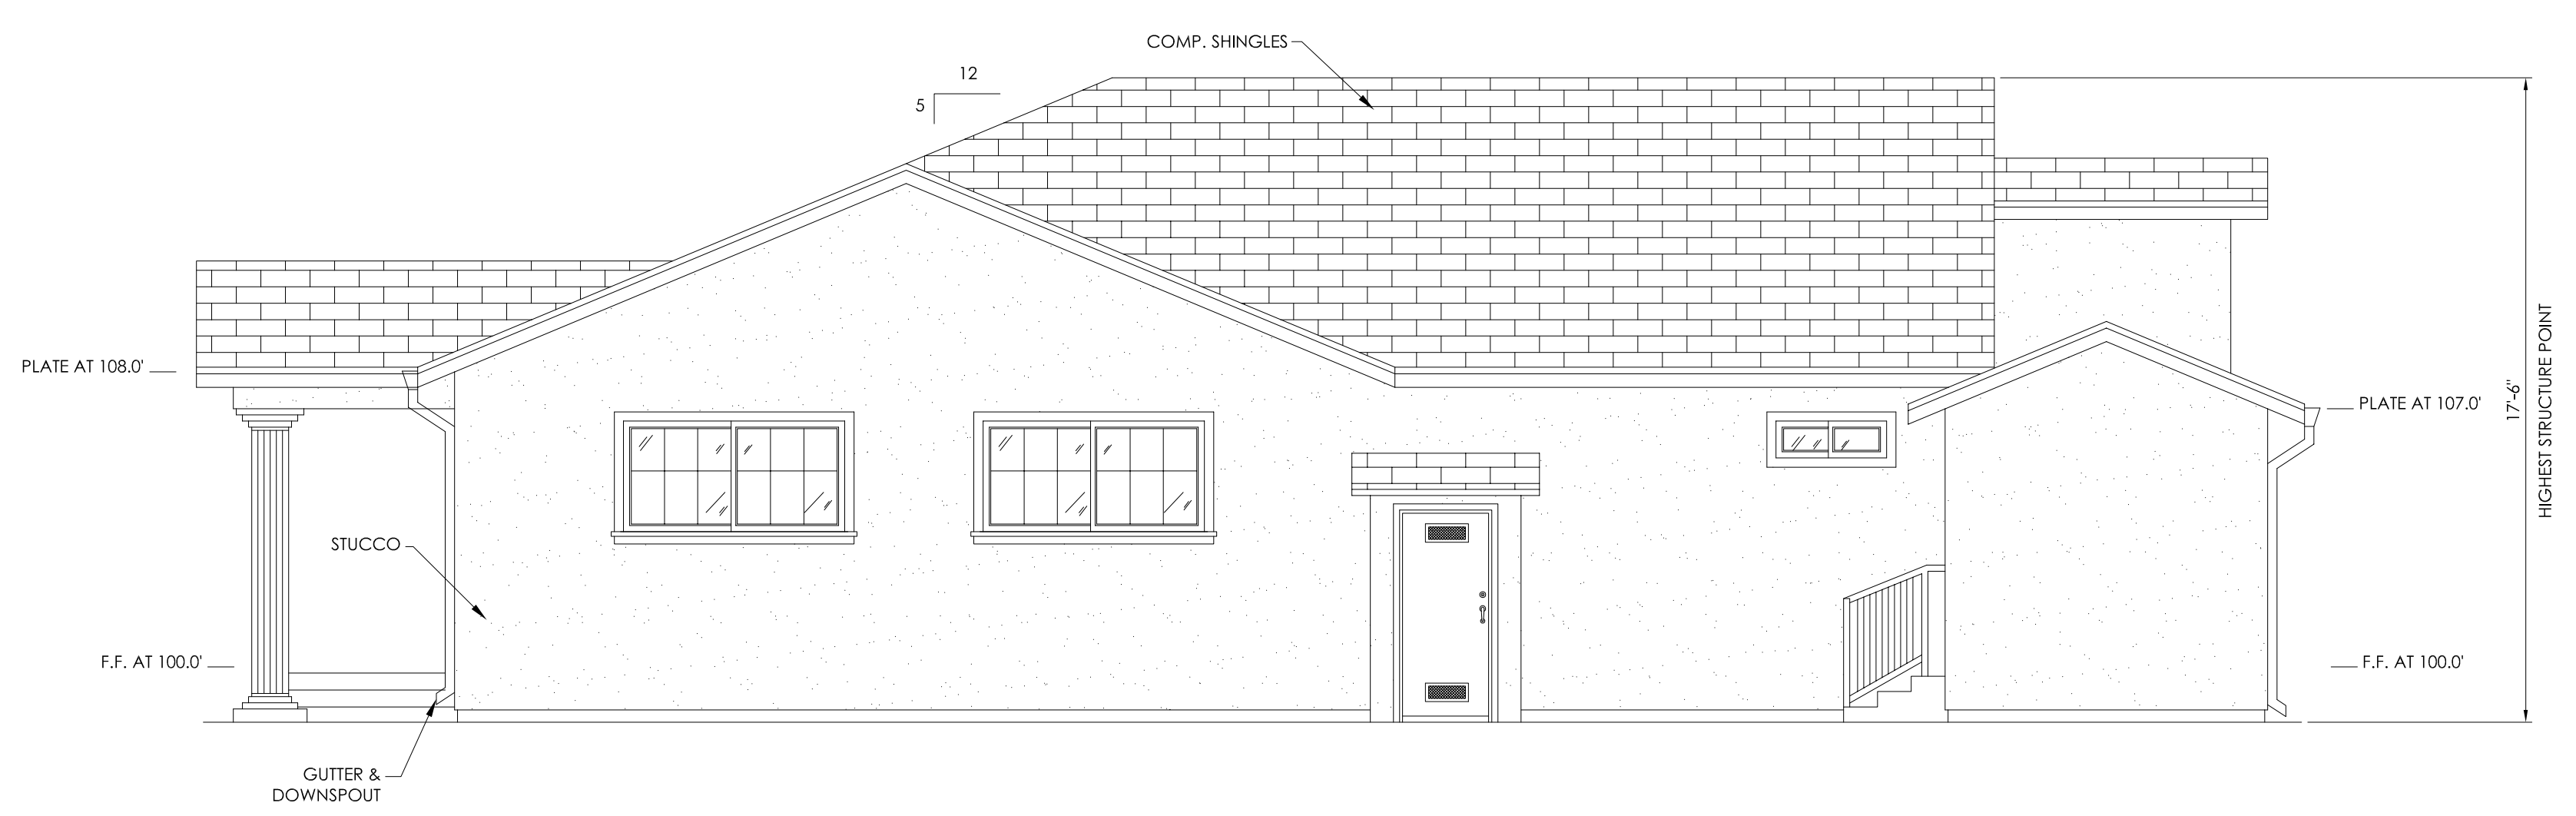 COMP. SHINGLES
12
5
PLATE AT 108.0'
PLATE AT 107.0'
17'-6"
HIGHEST STRUCTURE POINT
STUCCO
F.F. AT 100.0'
F.F. AT 100.0'
GUTTER &
DOWNSPOUT